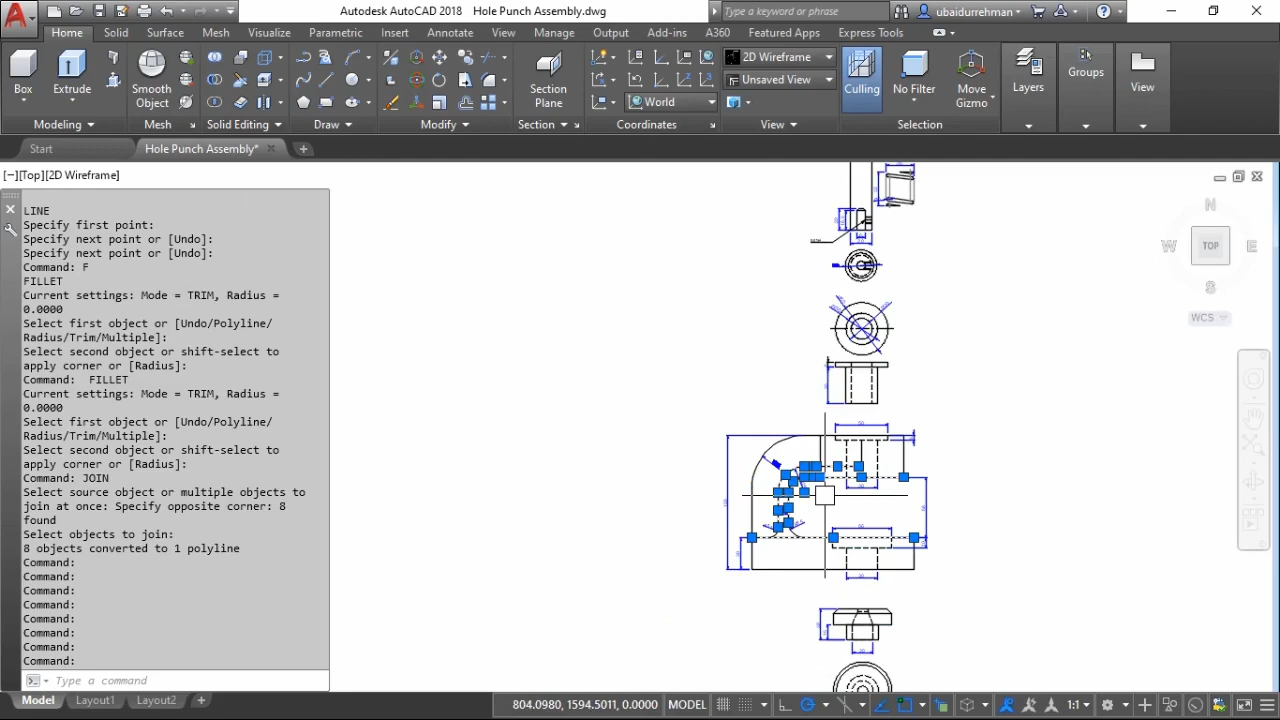 Autodesk AutoCAD 2018 Hole Punch Assembly.dwg
Type a keyword or phrase
ubaidurrehman
Home Solid Surface Mesh Visualize Parametric Insert Annotate View Manage Output Add-ins A360 Featured Apps Express Tools
2D Wireframe
Unsaved View
World
Box Extrude Smooth Object Section Plane Culling No Filter Move Gizmo Layers Groups View
Modeling Mesh Solid Editing Draw Modify Section Coordinates View Selection
Start Hole Punch Assembly*
[−][Top][2D Wireframe]
N
W TOP E
S
WCS
LINE
Specify first point:
Specify next point or [Undo]:
Specify next point or [Undo]:
Command: F
FILLET
Current settings: Mode = TRIM, Radius =
0.0000
Select first object or [Undo/Polyline/
Radius/Trim/Multiple]:
Select second object or shift-select to
apply corner or [Radius]:
Command:  FILLET
Current settings: Mode = TRIM, Radius =
0.0000
Select first object or [Undo/Polyline/
Radius/Trim/Multiple]:
Select second object or shift-select to
apply corner or [Radius]:
Command: JOIN
Select source object or multiple objects to
join at once: Specify opposite corner: 8
found
Select objects to join:
8 objects converted to 1 polyline
Command:
Command:
Command:
Command:
Command:
Command:
Command:
Command:
Type a command
Model Layout1 Layout2
804.0980, 1594.5011, 0.0000 MODEL 1:1